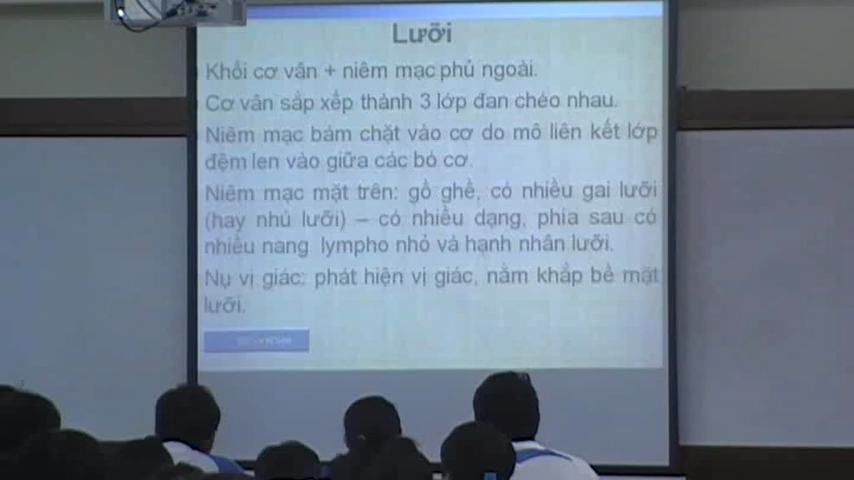 Lưỡi
Khối cơ vân + niêm mạc phủ ngoài.
Cơ vân sắp xếp thành 3 lớp đan chéo nhau.
Niêm mạc bám chặt vào cơ do mô liên kết lớp
đệm len vào giữa các bó cơ.
Niêm mạc mặt trên: gồ ghề, có nhiều gai lưỡi
(hay nhú lưỡi) – có nhiều dạng, phía sau có
nhiều nang lympho nhỏ và hạnh nhân lưỡi.
Nụ vị giác: phát hiện vị giác, nằm khắp bề mặt
lưỡi.